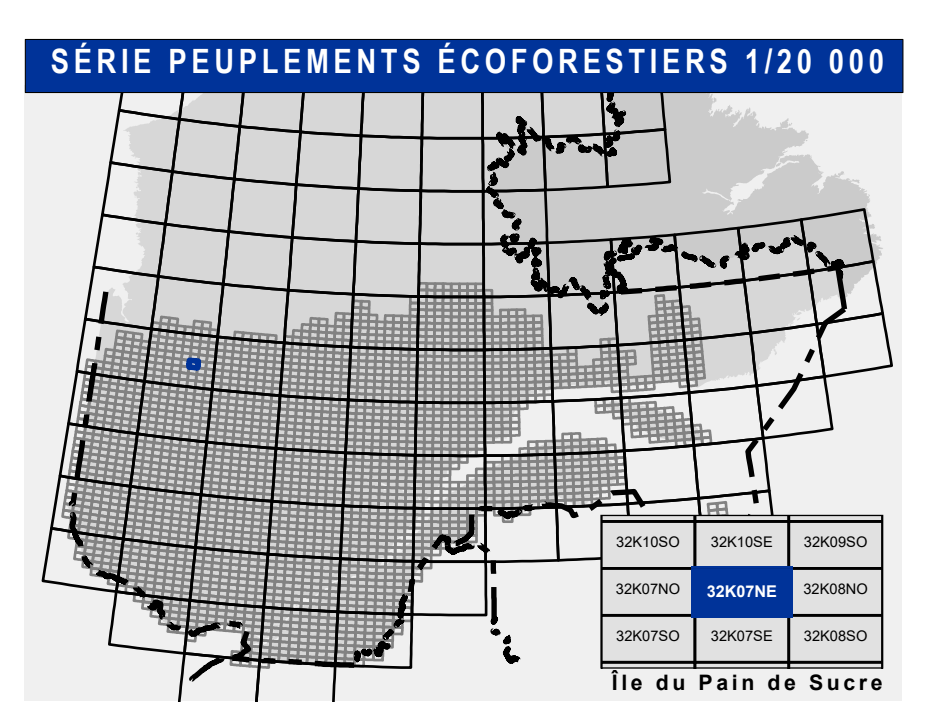 SÉRIE PEUPLEMENTS ÉCOFORESTIERS 1/20 000
32K10SO 32K10SE 32K09SO
32K07NO 32K07NE 32K08NO
32K07SO 32K07SE 32K08SO
Île du Pain de Sucre